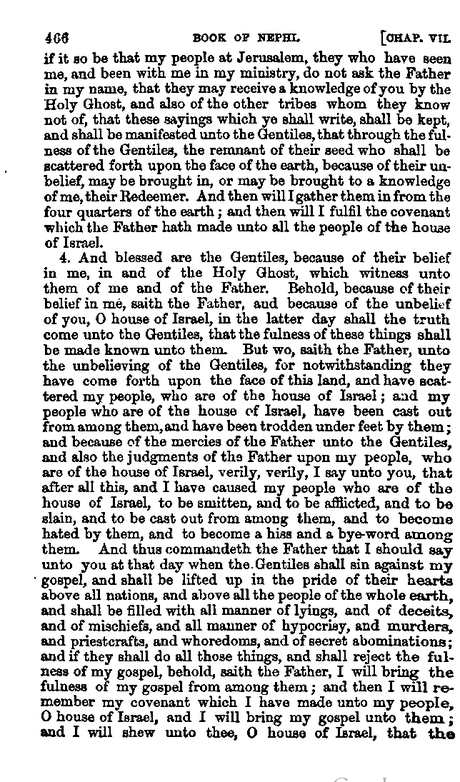 466 BOOK OF NEPHI. [CHAP. VII.
if it so be that my people at Jerusalem, they who have seen
me, and been with me in my ministry, do not ask the Father
in my name, that they may receive a knowledge of you by the
Holy Ghost, and also of the other tribes whom they know
not of, that these sayings which ye shall write, shall be kept,
and shall be manifested unto the Gentiles, that through the ful-
ness of the Gentiles, the remnant of their seed who shall be
scattered forth upon the face of the earth, because of their un-
belief, may be brought in, or may be brought to a knowledge
of me, their Redeemer. And then will I gather them in from the
four quarters of the earth; and then will I fulfil the covenant
which the Father hath made unto all the people of the house
of Israel.
4. And blessed are the Gentiles, because of their belief
in me, in and of the Holy Ghost, which witness unto
them of me and of the Father. Behold, because of their
belief in me, saith the Father, aud because of the unbelief
of you, O house of Israel, in the latter day shall the truth
come unto the Gentiles, that the fulness of these things shall
be made known unto them. But wo, saith the Father, unto
the unbelieving of the Gentiles, for notwithstanding they
have come forth upon the face of this land, and have scat-
tered my people, who are of the house of Israel; and my
people who are of the house of Israel, have been cast out
from among them, and have been trodden under feet by them;
and because of the mercies of the Father unto the Gentiles,
and also the judgments of the Father upon my people, who
are of the house of Israel, verily, verily, I say unto you, that
after all this, and I have caused my people who are of the
house of Israel, to be smitten, and to be afflicted, and to be
slain, and to be cast out from among them, and to become
hated by them, and to become a hiss and a bye-word among
them. And thus commandeth the Father that I should say
unto you at that day when the Gentiles shall sin against my
gospel, and shall be lifted up in the pride of their hearts
above all nations, and above all the people of the whole earth,
and shall be filled with all manner of lyings, and of deceits,
and of mischiefs, and all manner of hypocrisy, and murders,
and priestcrafts, and whoredoms, and of secret abominations;
and if they shall do all those things, and shall reject the ful-
ness of my gospel, behold, saith the Father, I will bring the
fulness of my gospel from among them; and then I will re-
member my covenant which I have made unto my people,
O house of Israel, and I will bring my gospel unto them;
and I will shew unto thee, O house of Israel, that the